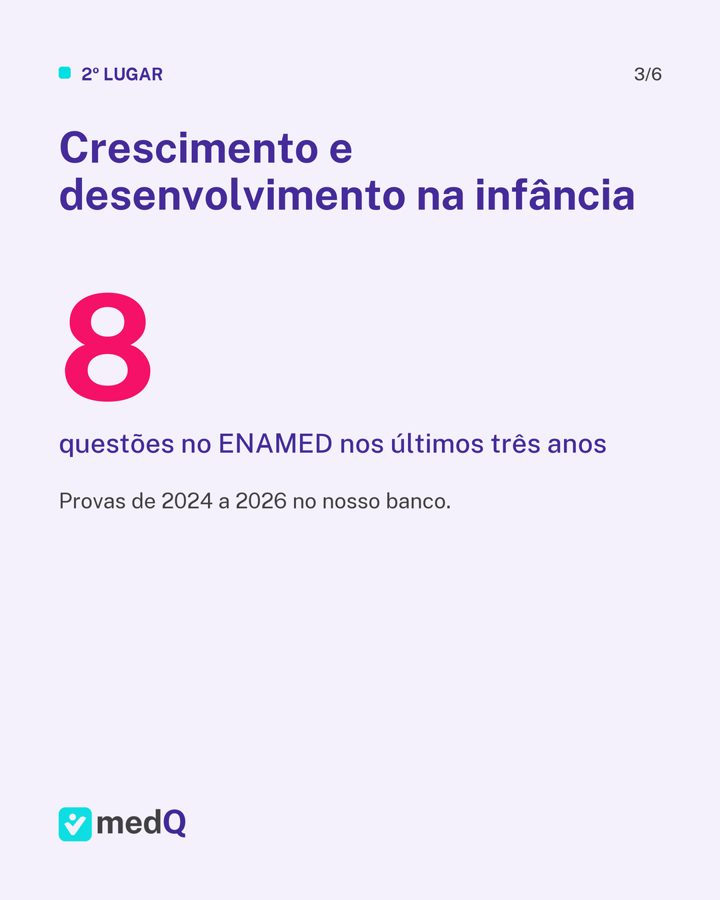 2º LUGAR
3/6
Crescimento e
desenvolvimento na infância
8
questões no ENAMED nos últimos três anos
Provas de 2024 a 2026 no nosso banco.
medQ